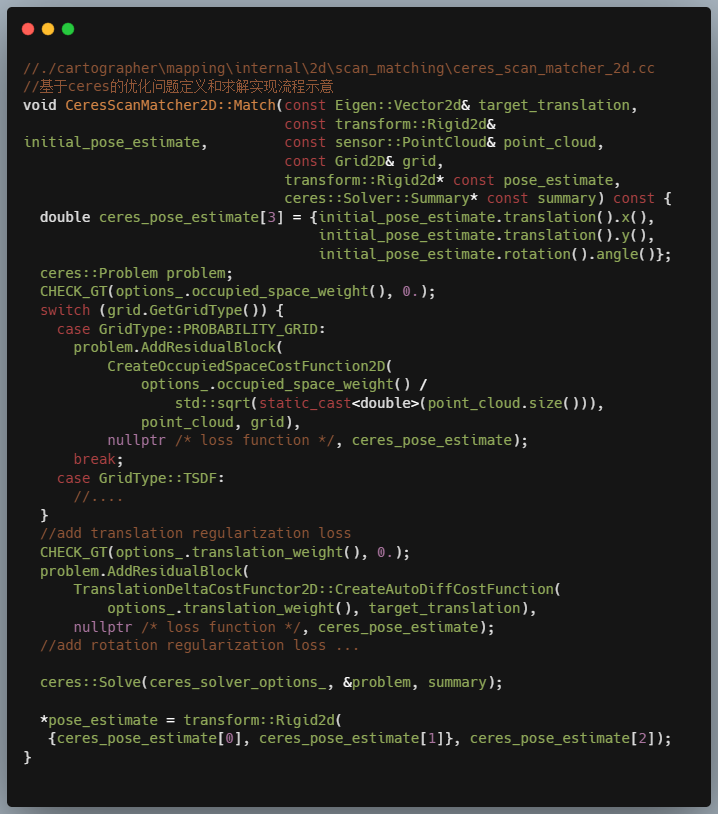 //./cartographer\mapping\internal\2d\scan_matching\ceres_scan_matcher_2d.cc
//基于ceres的优化问题定义和求解实现流程示意
void CeresScanMatcher2D::Match(const Eigen::Vector2d& target_translation,
                               const transform::Rigid2d&
initial_pose_estimate,         const sensor::PointCloud& point_cloud,
                               const Grid2D& grid,
                               transform::Rigid2d* const pose_estimate,
                               ceres::Solver::Summary* const summary) const {
  double ceres_pose_estimate[3] = {initial_pose_estimate.translation().x(),
                                   initial_pose_estimate.translation().y(),
                                   initial_pose_estimate.rotation().angle()};
  ceres::Problem problem;
  CHECK_GT(options_.occupied_space_weight(), 0.);
  switch (grid.GetGridType()) {
    case GridType::PROBABILITY_GRID:
      problem.AddResidualBlock(
          CreateOccupiedSpaceCostFunction2D(
              options_.occupied_space_weight() /
                  std::sqrt(static_cast<double>(point_cloud.size())),
              point_cloud, grid),
          nullptr /* loss function */, ceres_pose_estimate);
      break;
    case GridType::TSDF:
      //....
  }
  //add translation regularization loss
  CHECK_GT(options_.translation_weight(), 0.);
  problem.AddResidualBlock(
      TranslationDeltaCostFunctor2D::CreateAutoDiffCostFunction(
          options_.translation_weight(), target_translation),
      nullptr /* loss function */, ceres_pose_estimate);
  //add rotation regularization loss ...
  ceres::Solve(ceres_solver_options_, &problem, summary);
  *pose_estimate = transform::Rigid2d(
   {ceres_pose_estimate[0], ceres_pose_estimate[1]}, ceres_pose_estimate[2]);
}